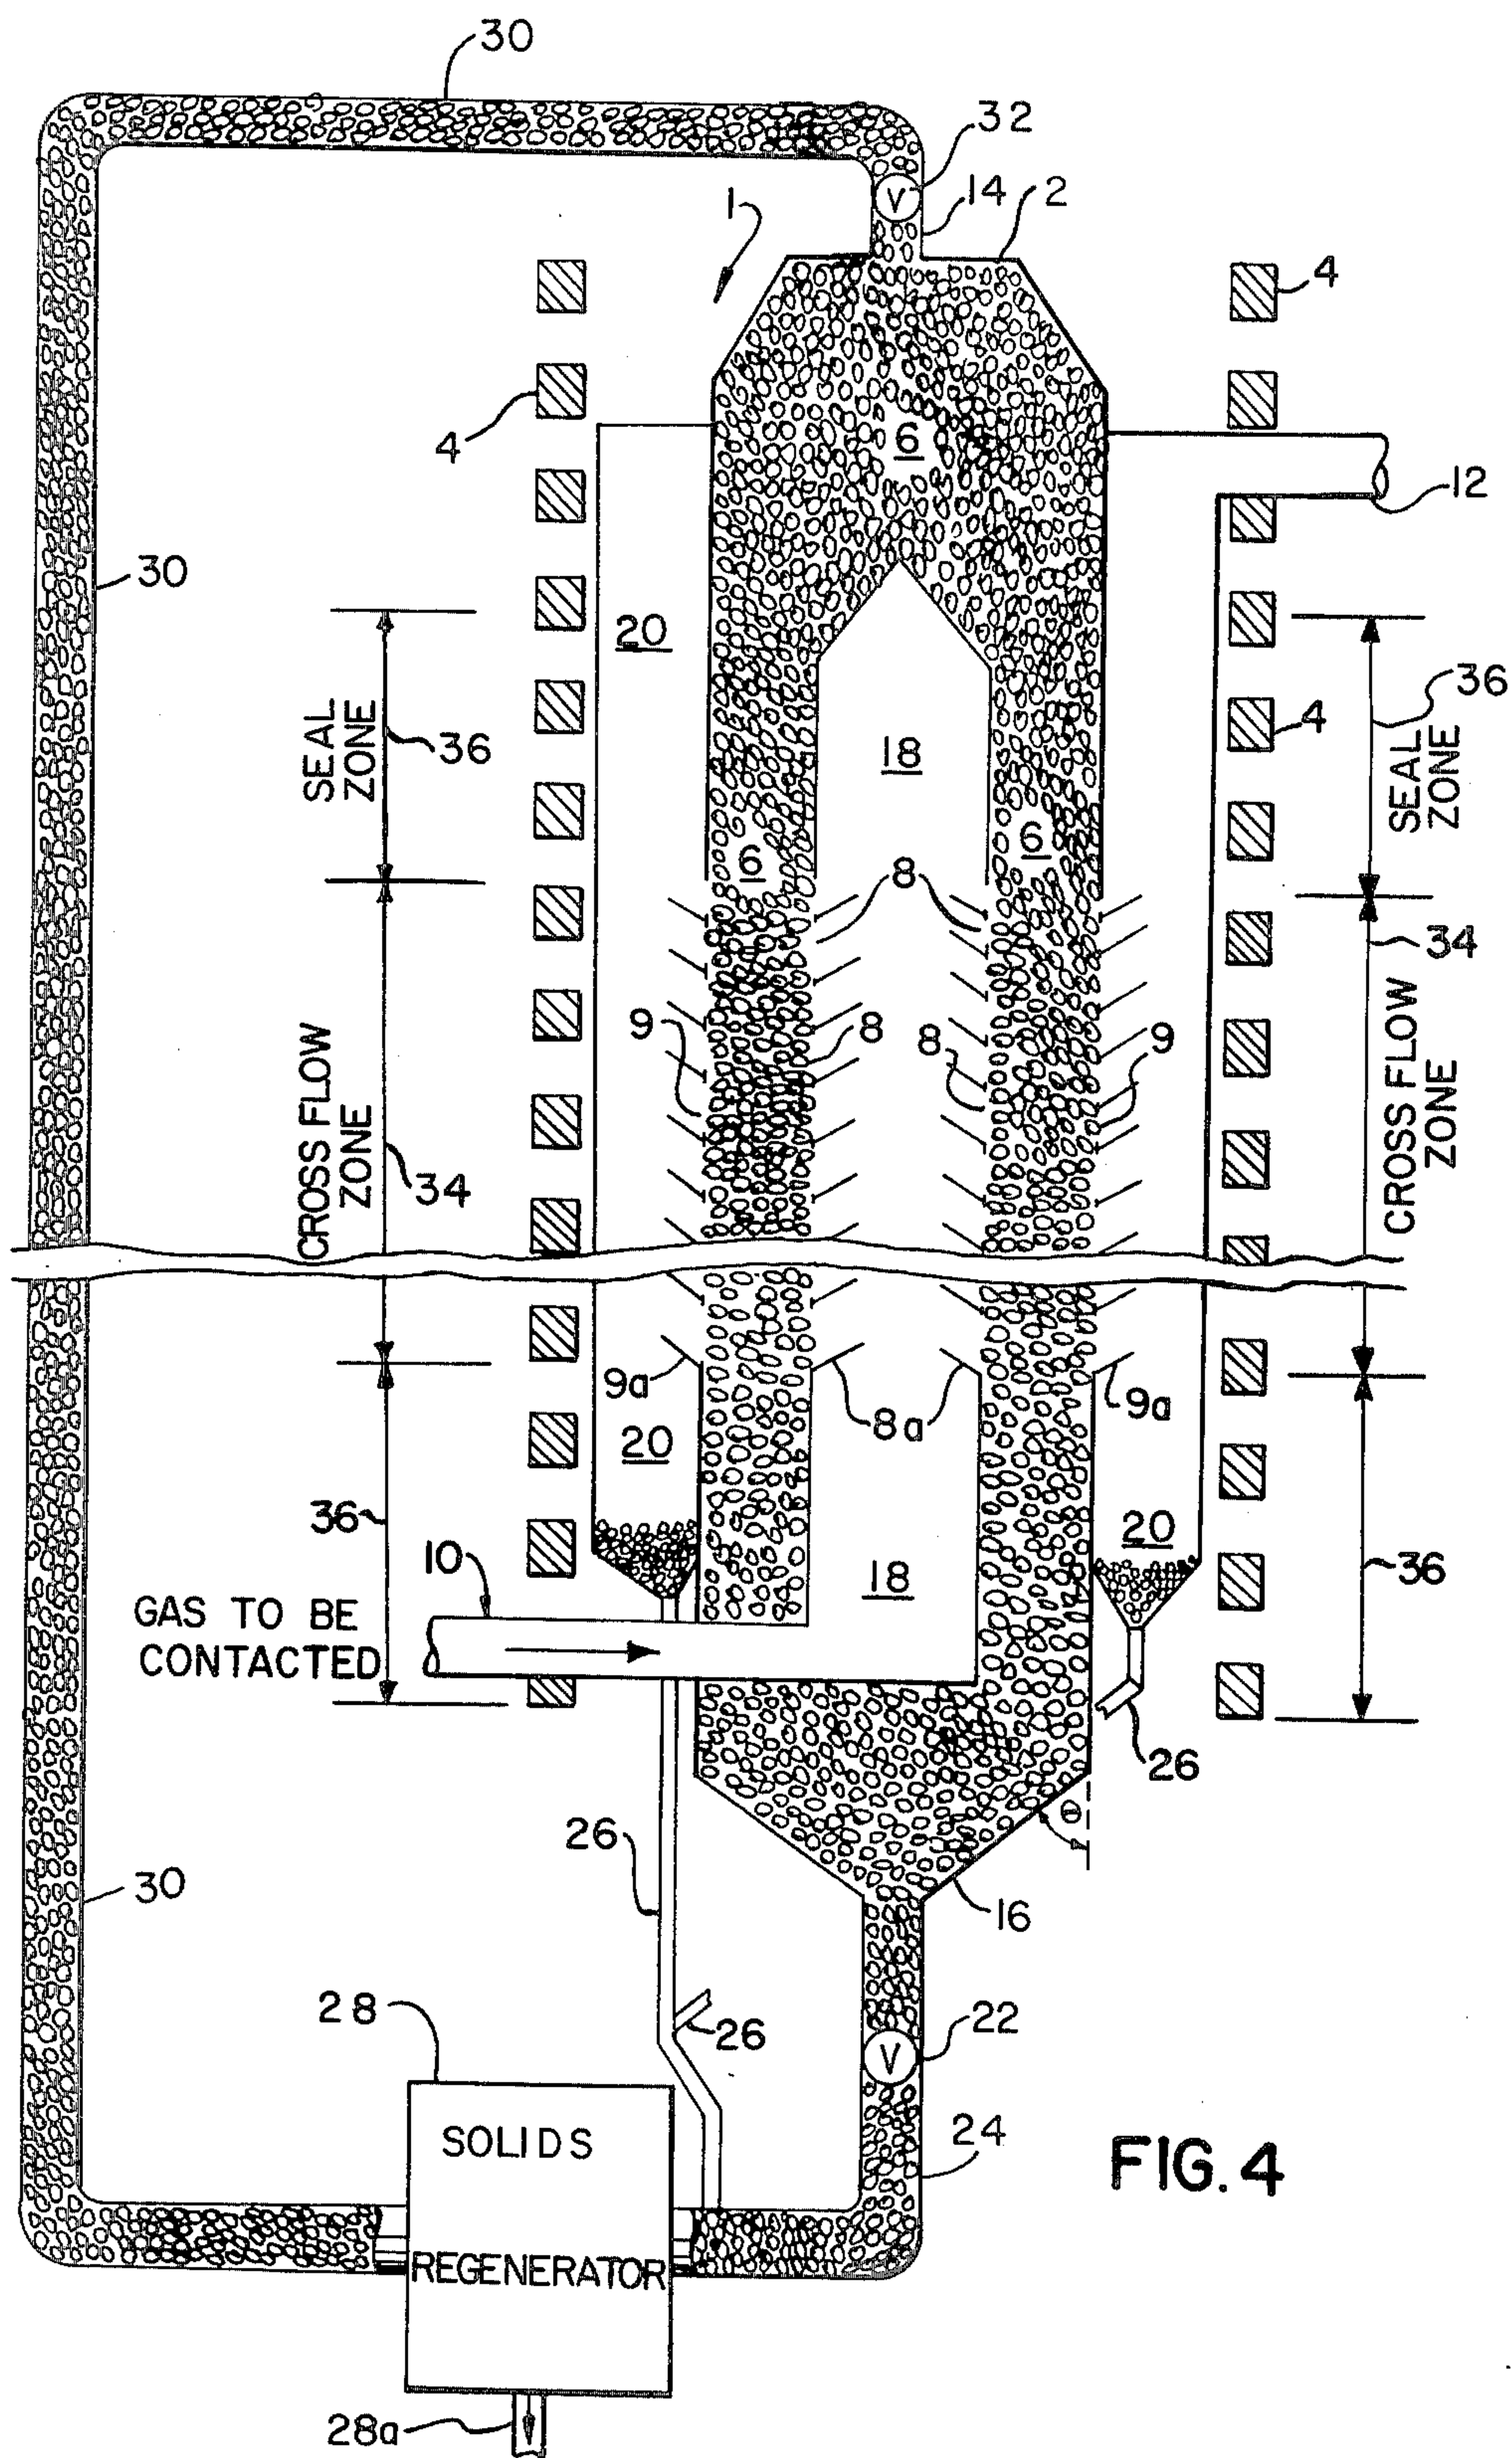 30
32
14
2
1
4
4
6
12
30
20
SEAL
ZONE
36
18
4
36
SEAL
ZONE
6
6
8
34
9
8
8
9
8
CROSS FLOW
ZONE
34
CROSS FLOW
ZONE
9a
8a
9a
20
36
10
18
20
36
GAS TO BE
CONTACTED
26
θ
26
16
30
28
26
22
V
V
SOLIDS
24
REGENERATOR
28a
FIG. 4